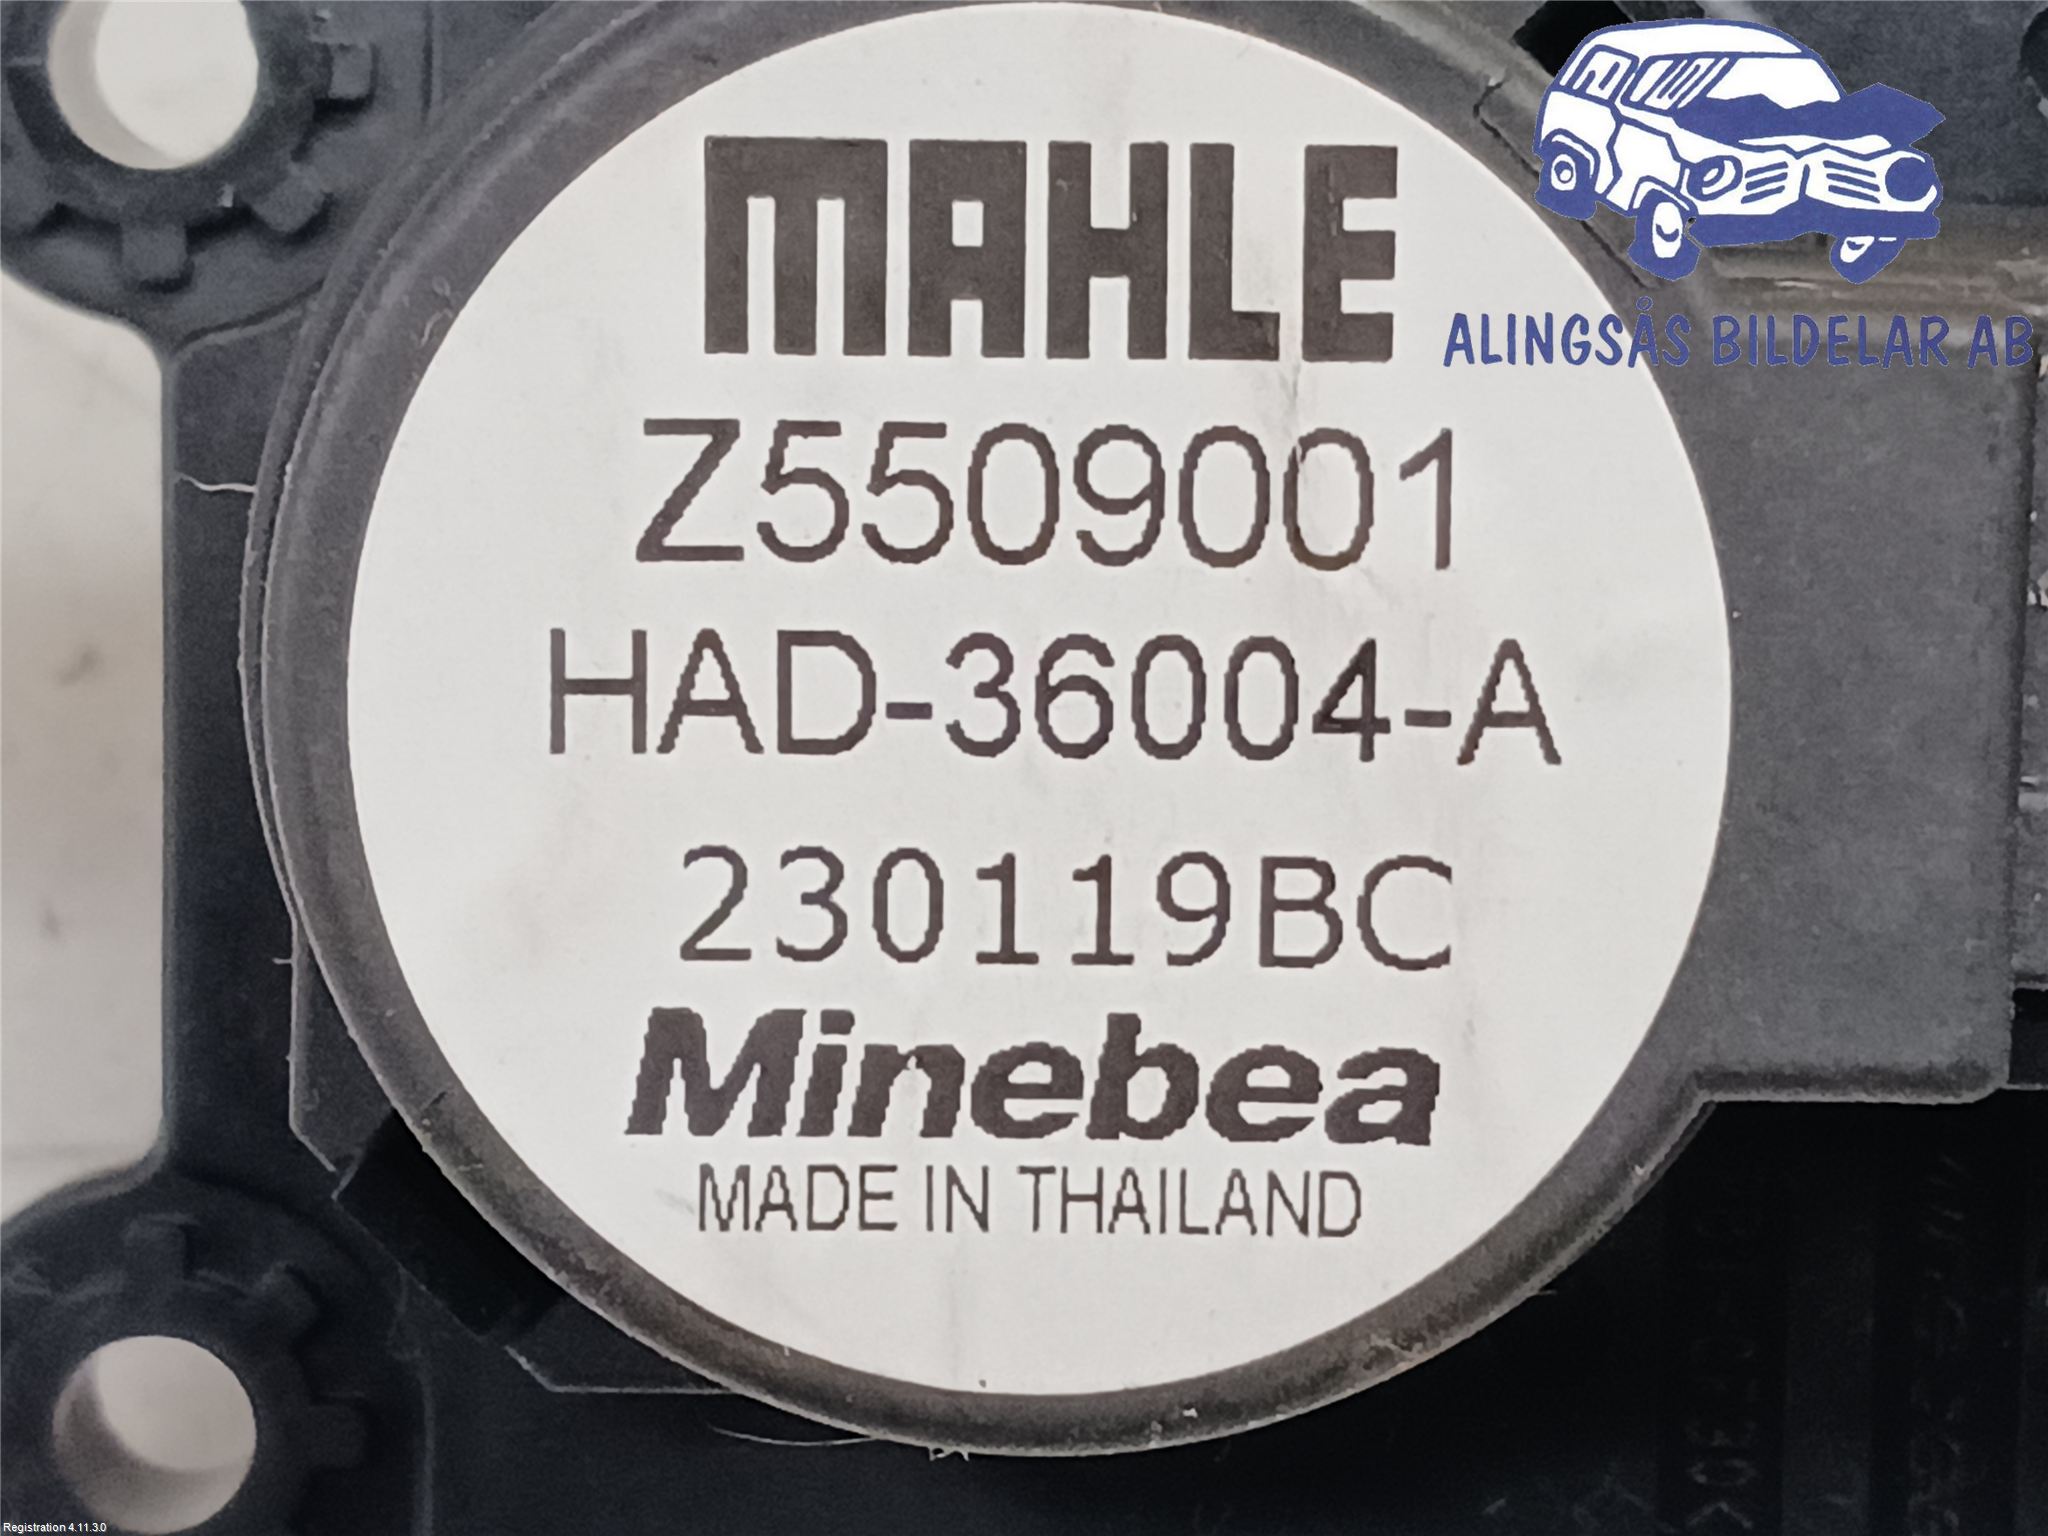 MAHLE
ALINGSÅS BILDELAR AB
Z5509001
HAD-36004-A
230119BC
Minebea
MADE IN THAILAND
Registration 4.11.3.0